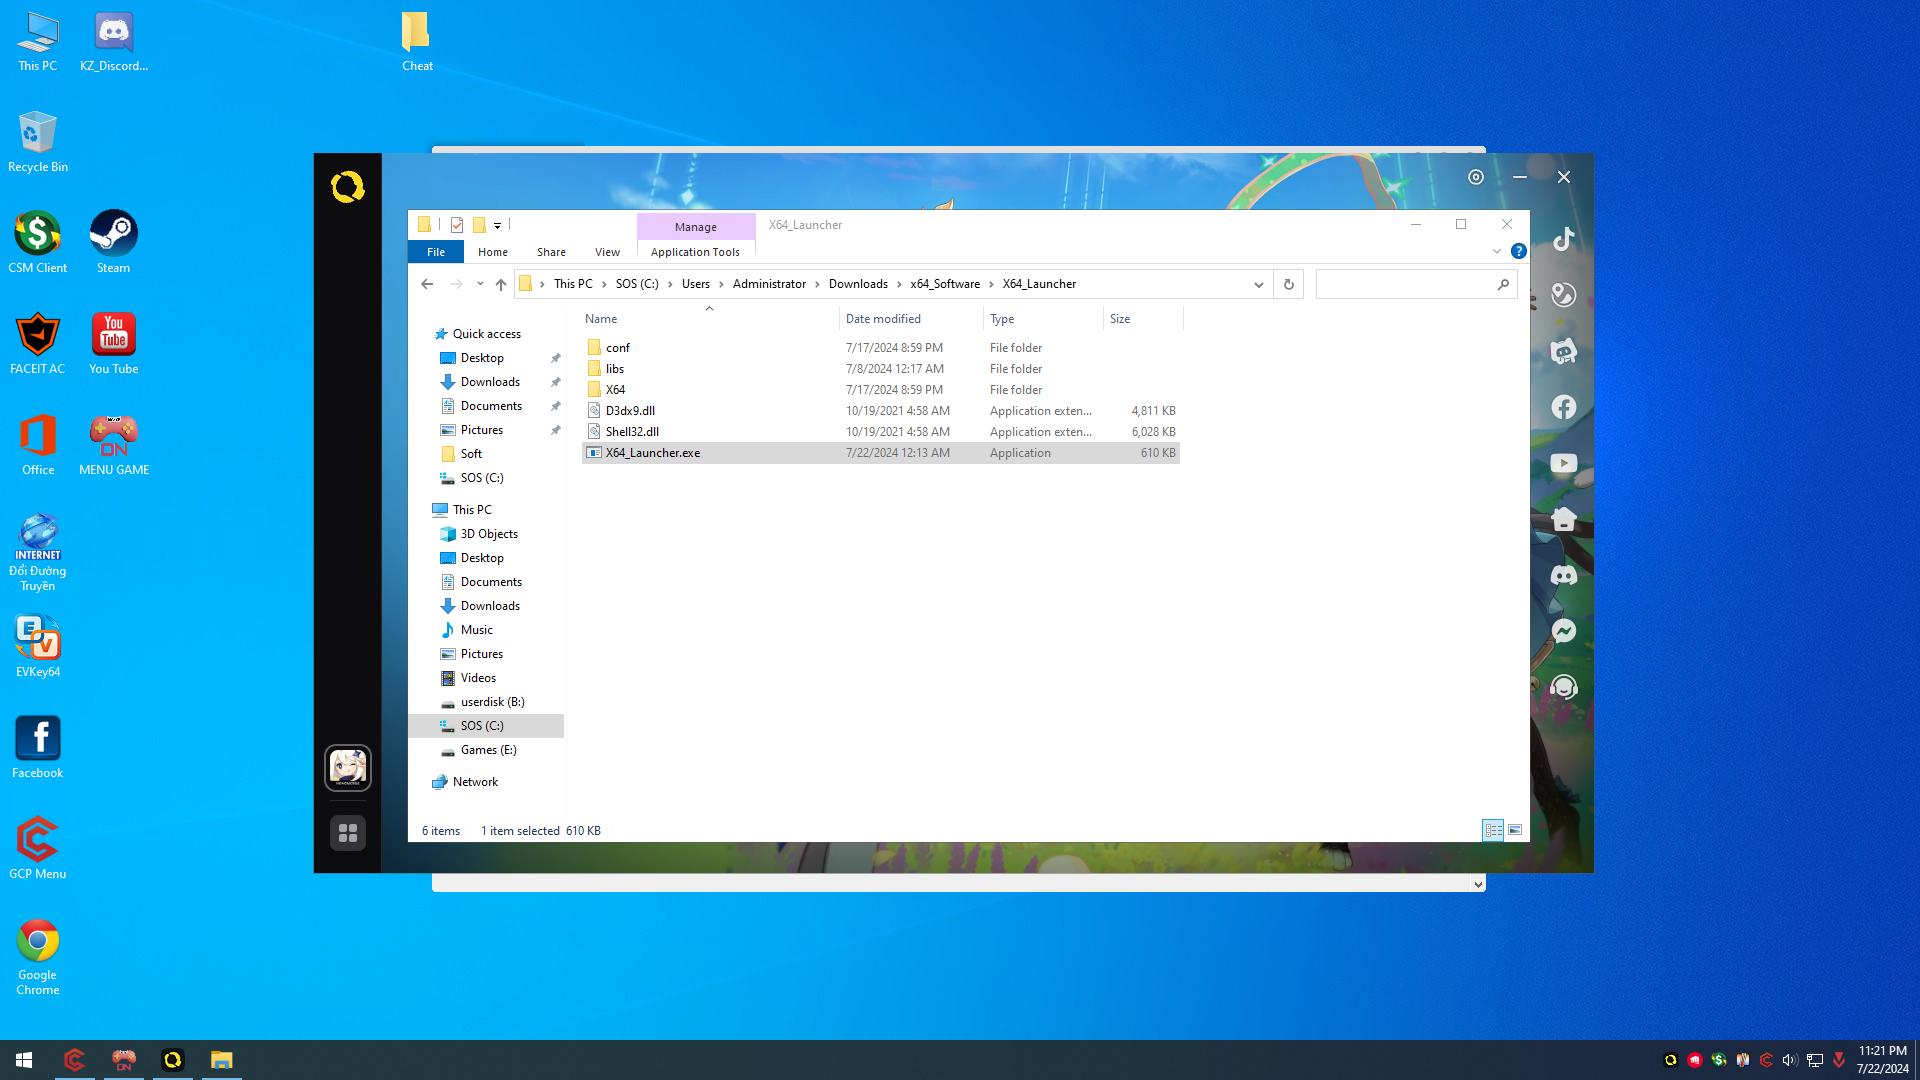 This PC
KZ_Discord...
Cheat
Recycle Bin
CSM Client
Steam
FACEIT AC
You
Tube
You Tube
Office
ON
MENU GAME
INTERNET
Đổi Đường
Truyền
E
V
EVKey64
Facebook
GCP Menu
Google
Chrome
Manage
X64_Launcher
File
Home
Share
View
Application Tools
This PC
SOS (C:)
Users
Administrator
Downloads
x64_Software
X64_Launcher
Name
Date modified
Type
Size
conf
7/17/2024 8:59 PM
File folder
libs
7/8/2024 12:17 AM
File folder
X64
7/17/2024 8:59 PM
File folder
D3dx9.dll
10/19/2021 4:58 AM
Application exten...
4,811 KB
Shell32.dll
10/19/2021 4:58 AM
Application exten...
6,028 KB
X64_Launcher.exe
7/22/2024 12:13 AM
Application
610 KB
Quick access
Desktop
Downloads
Documents
Pictures
Soft
SOS (C:)
This PC
3D Objects
Desktop
Documents
Downloads
Music
Pictures
Videos
userdisk (B:)
SOS (C:)
Games (E:)
Network
6 items
1 item selected 610 KB
ON
11:21 PM
7/22/2024